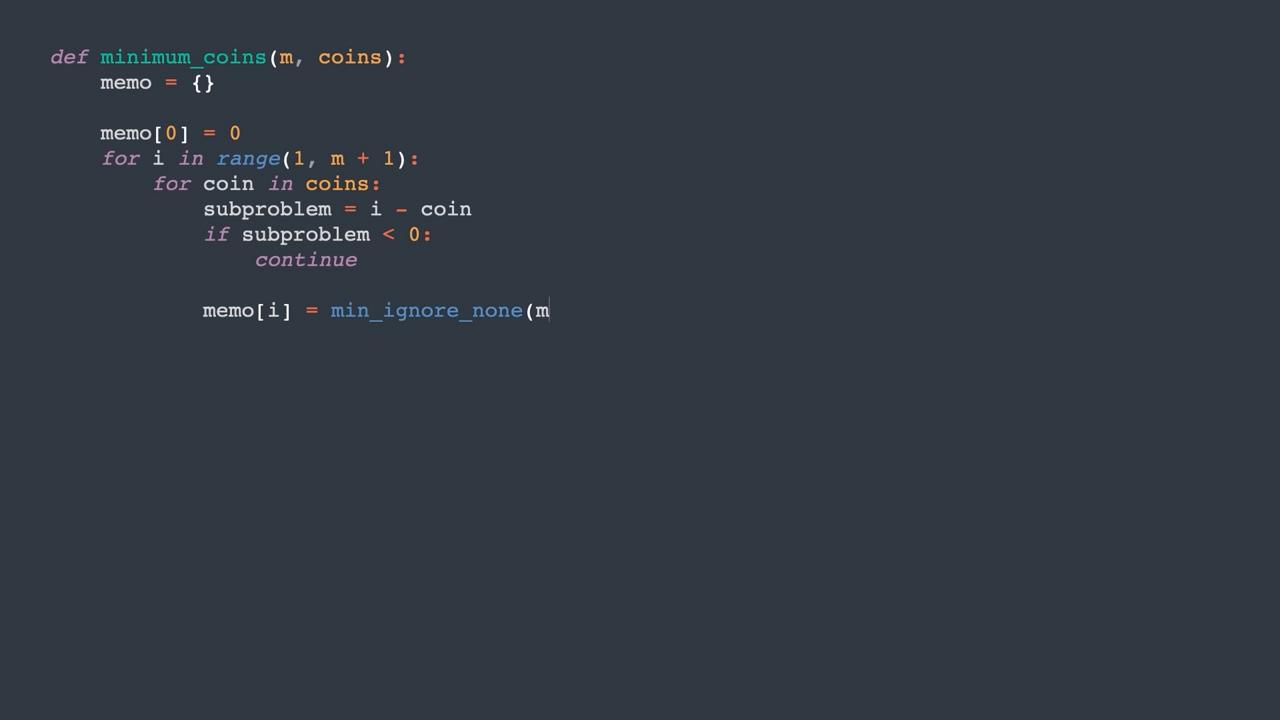 def minimum_coins(m, coins):
    memo = {}

    memo[0] = 0
    for i in range(1, m + 1):
        for coin in coins:
            subproblem = i - coin
            if subproblem < 0:
                continue

            memo[i] = min_ignore_none(m